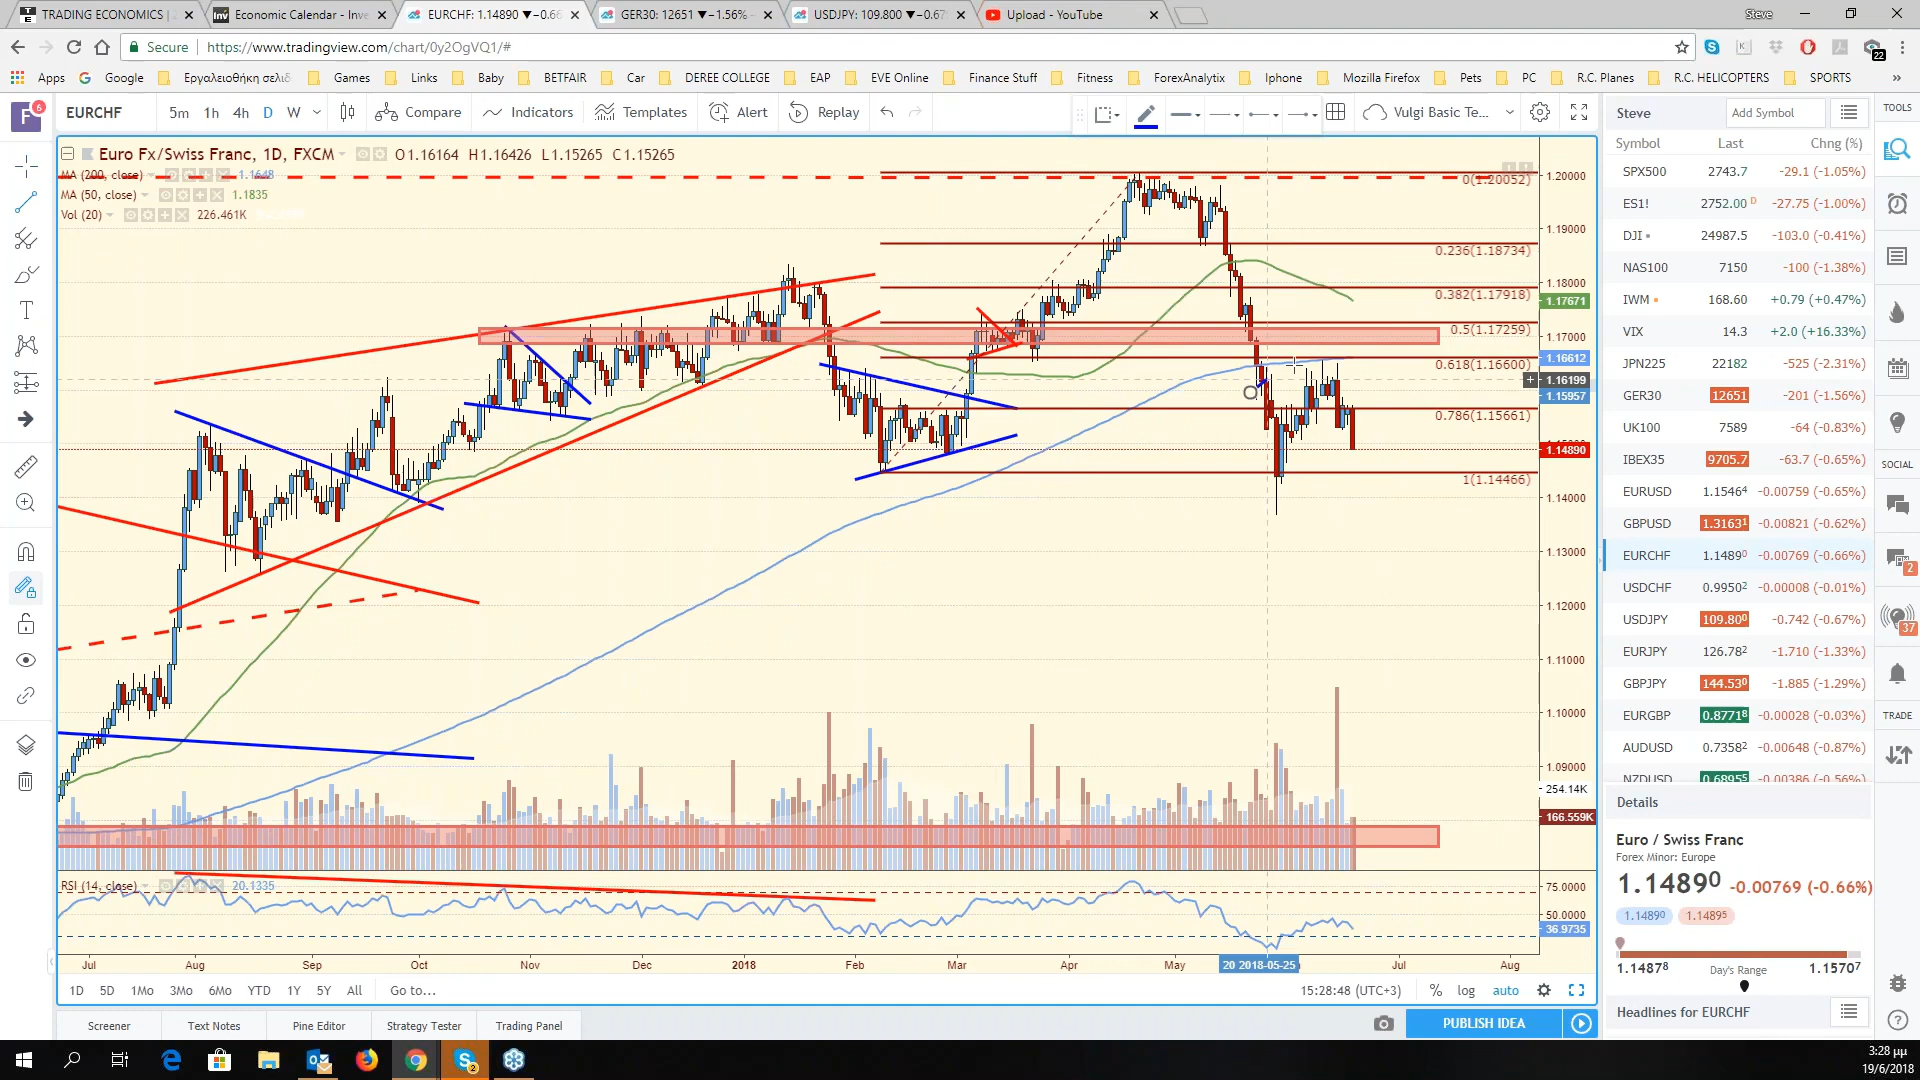 TRADING ECONOMICS | 2
Economic Calendar - Inve
EURCHF: 1.14890 ▼−0.66
GER30: 12651 ▼−1.56%
USDJPY: 109.800 ▼−0.67
Upload - YouTube
Steve
Secure
https://www.tradingview.com/chart/0y2OgVQ1/#
22
Apps Google Εργαλειοθήκη σελιδ Games Links Baby BETFAIR Car DEREE COLLEGE EAP EVE Online Finance Stuff Fitness ForexAnalytix Iphone Mozilla Firefox Pets PC R.C. Planes R.C. HELICOPTERS SPORTS »
F 6 EURCHF 5m 1h 4h D W Compare Indicators Templates Alert Replay Vulgi Basic Te...
Steve Add Symbol TOOLS
Symbol Last Chng (%)
Euro Fx/Swiss Franc, 1D, FXCM O1.16164 H1.16426 L1.15265 C1.15265
MA (200, close) 1.1648
MA (50, close) 1.1835
Vol (20) 226.461K
0(1.20052)
0.236(1.18734)
0.382(1.17918)
0.5(1.17259)
0.618(1.16600)
0.786(1.15661)
1(1.14466)
1.20000
1.19000
1.18000
1.17671
1.17000
1.16612
1.16199
1.15957
1.14890
1.14000
1.13000
1.12000
1.11000
1.10000
1.09000
254.14K
166.559K
RSI (14, close) 20.1335
75.0000
50.0000
36.9735
Jul Aug Sep Oct Nov Dec 2018 Feb Mar Apr May 20 2018-05-25 Jul Aug
1D 5D 1Mo 3Mo 6Mo YTD 1Y 5Y All Go to... 15:28:48 (UTC+3) % log auto
Screener Text Notes Pine Editor Strategy Tester Trading Panel PUBLISH IDEA
SPX500 2743.7 -29.1 (-1.05%)
ES1! 2752.00 D -27.75 (-1.00%)
DJI 24987.5 -103.0 (-0.41%)
NAS100 7150 -100 (-1.38%)
IWM 168.60 +0.79 (+0.47%)
VIX 14.3 +2.0 (+16.33%)
JPN225 22182 -525 (-2.31%)
GER30 12651 -201 (-1.56%)
UK100 7589 -64 (-0.83%)
IBEX35 9705.7 -63.7 (-0.65%)
SOCIAL
EURUSD 1.15464 -0.00759 (-0.65%)
GBPUSD 1.31631 -0.00821 (-0.62%)
EURCHF 1.14890 -0.00769 (-0.66%)
2
USDCHF 0.99502 -0.00008 (-0.01%)
USDJPY 109.800 -0.742 (-0.67%)
37
EURJPY 126.782 -1.710 (-1.33%)
GBPJPY 144.530 -1.885 (-1.29%)
EURGBP 0.87718 -0.00028 (-0.03%)
TRADE
AUDUSD 0.73582 -0.00648 (-0.87%)
NZDUSD 0.68955 -0.00386 (-0.56%)
Details
Euro / Swiss Franc
Forex Minor: Europe
1.14890 -0.00769 (-0.66%)
1.14890 1.14895
1.14878 Day's Range 1.15707
Headlines for EURCHF
2
3:28 μμ
19/6/2018